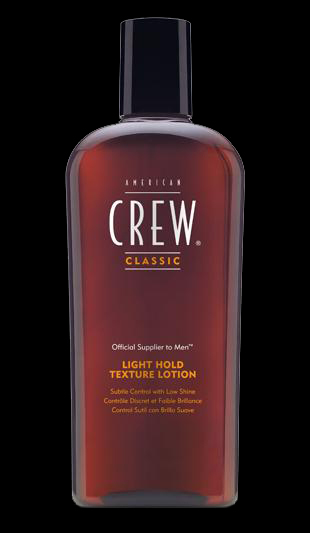 AMERICAN
CREW®
CLASSIC
Official Supplier to Men™
LIGHT HOLD
TEXTURE LOTION
Subtle Control with Low Shine
Contrôle Discret et Faible Brillance
Control Sutil con Brillo Suave